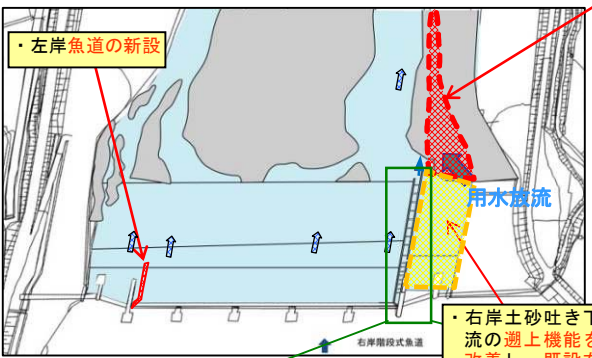 ・左岸魚道の新設
用水放流
・右岸土砂吐き下
流の遡上機能を
改善し、既設を
右岸階段式魚道